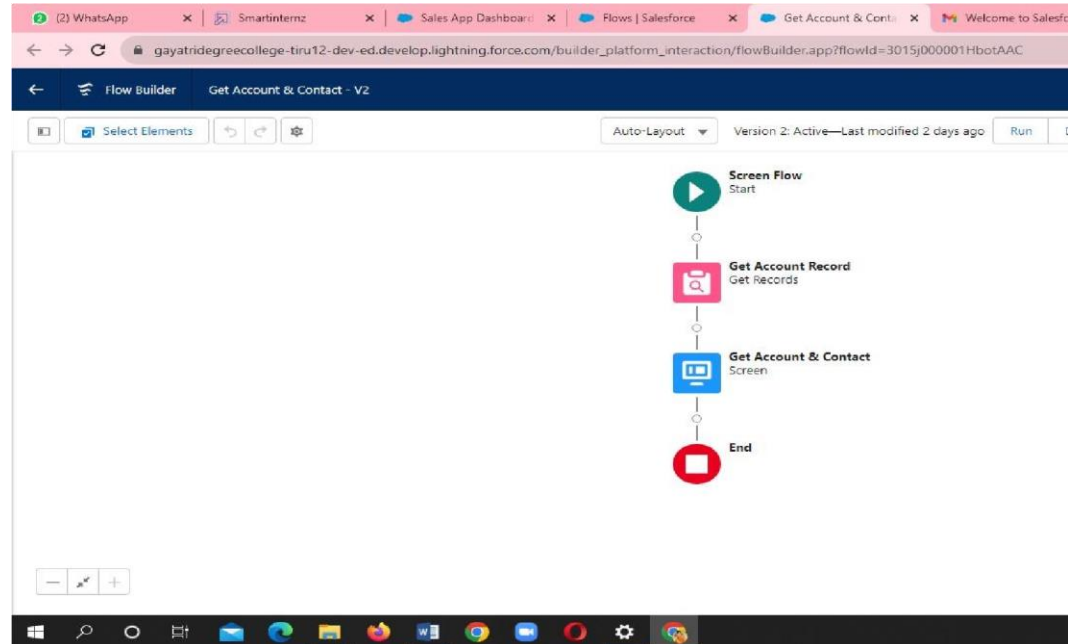 (2) WhatsApp
Smartinternz
Sales App Dashboard
Flows | Salesforce
Get Account & Conta
Welcome to Salesfo
gayatridegreecollege-tiru12-dev-ed.develop.lightning.force.com/builder_platform_interaction/flowBuilder.app?flowId=3015j000001HbotAAC
Flow Builder
Get Account & Contact - V2
Select Elements
Auto-Layout
Version 2: Active—Last modified 2 days ago
Run
Screen Flow
Start
Get Account Record
Get Records
Get Account & Contact
Screen
End